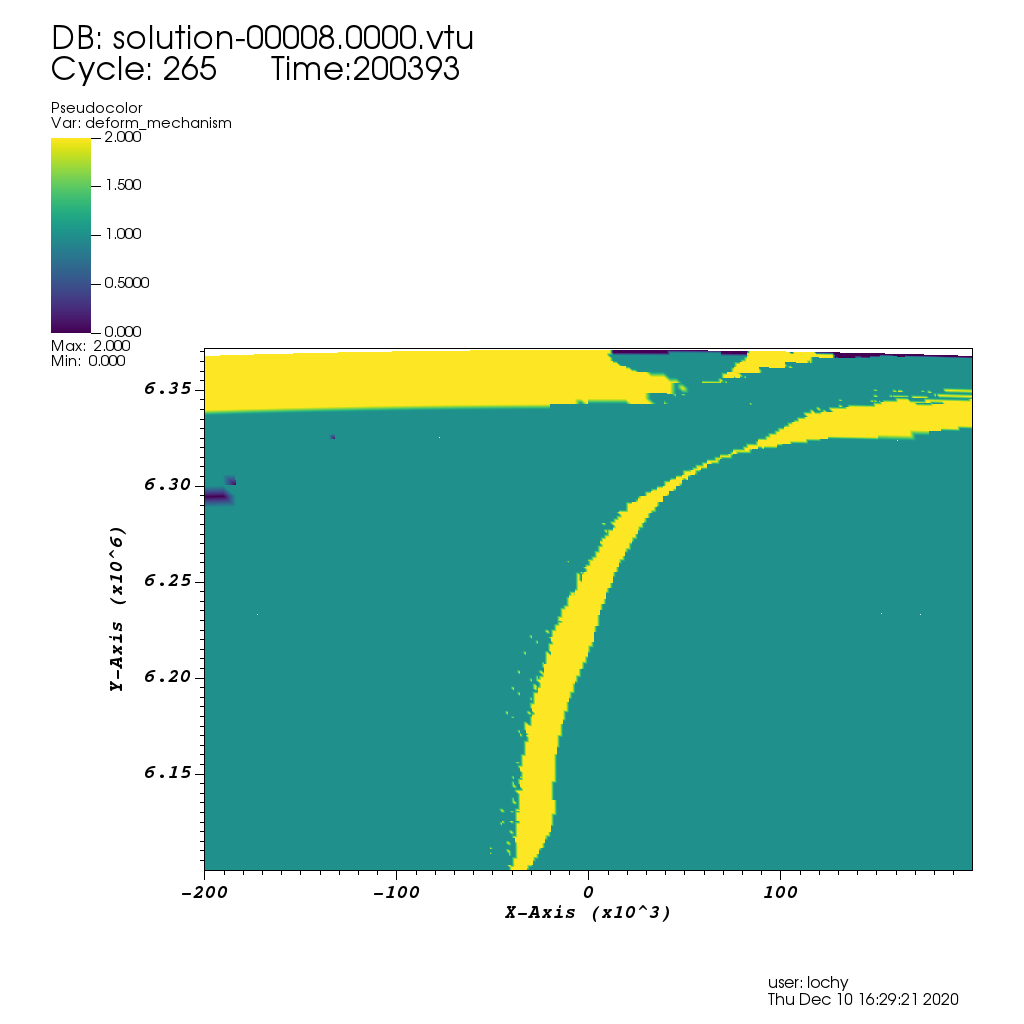 DB: solution-00008.0000.vtu
Cycle: 265 Time:200393
Pseudocolor
Var: deform_mechanism
2.000
1.500
1.000
0.5000
0.000
Max: 2.000
Min: 0.000
6.35
6.30
6.25
6.20
6.15
Y-Axis (x10^6)
-200 -100 0 100
X-Axis (x10^3)
user: lochy
Thu Dec 10 16:29:21 2020